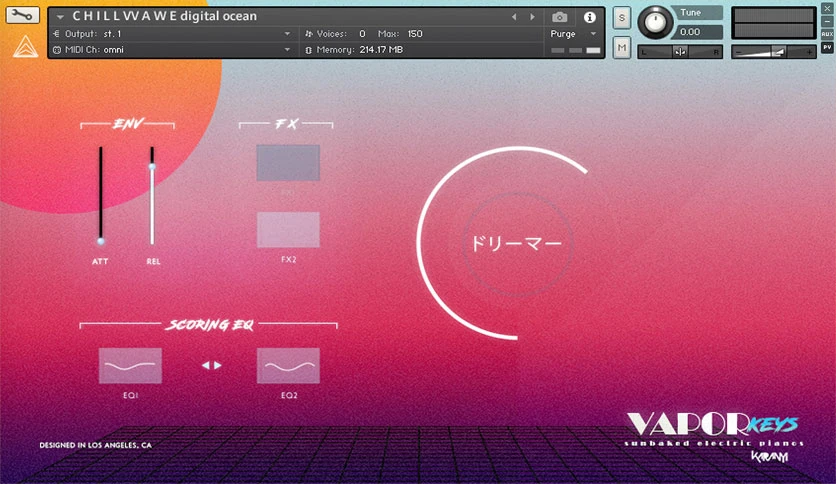 CHILLVVAWE digital ocean
Output: st. 1
Voices: 0 Max: 150
Purge
MIDI Ch: omni
Memory: 214.17 MB
S
M
Tune
0.00
L R
AUX
PV
ENV
FX
ATT REL
FX2
ドリーマー
SCORING EQ
EQ1
EQ2
DESIGNED IN LOS ANGELES, CA
VAPOR KEYS
sunbaked electric pianos
KARANYI